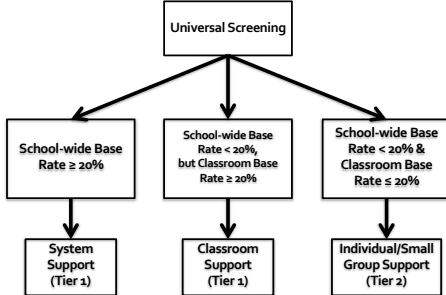 Universal Screening
School-wide Base
Rate ≥ 20%
School-wide Base
Rate < 20%,
but Classroom Base
Rate ≥ 20%
School-wide Base
Rate < 20% &
Classroom Base
Rate ≤ 20%
System
Support
(Tier 1)
Classroom
Support
(Tier 1)
Individual/Small
Group Support
(Tier 2)